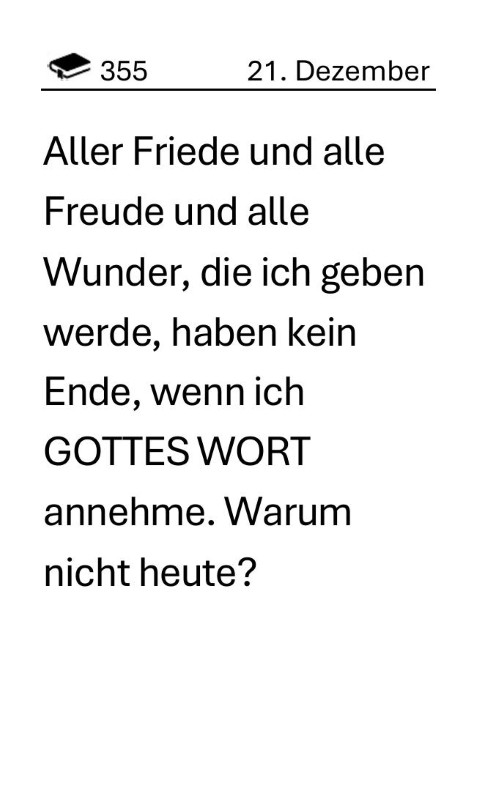 355 21. Dezember
Aller Friede und alle
Freude und alle
Wunder, die ich geben
werde, haben kein
Ende, wenn ich
GOTTES WORT
annehme. Warum
nicht heute?